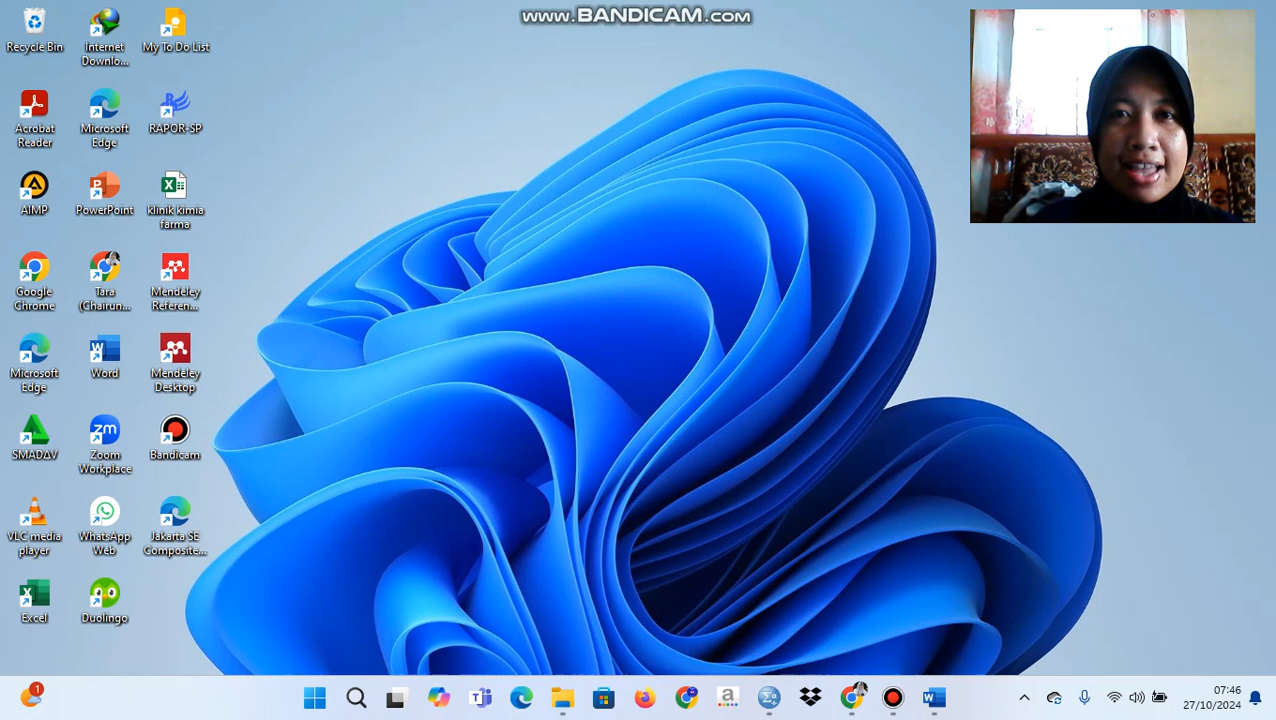 www.BANDICAM.com
Recycle Bin
Internet
Downlo...
My To Do List
Acrobat
Reader
Microsoft
Edge
RAPOR-SP
AIMP
PowerPoint
klinik kimia
farma
Google
Chrome
Tara
(Chairun...
Mendeley
Referen...
Microsoft
Edge
Word
Mendeley
Desktop
SMADAV
zm
Zoom
Workplace
Bandicam
VLC media
player
WhatsApp
Web
Jakarta SE
Composite...
Excel
Duolingo
1
07:46
27/10/2024